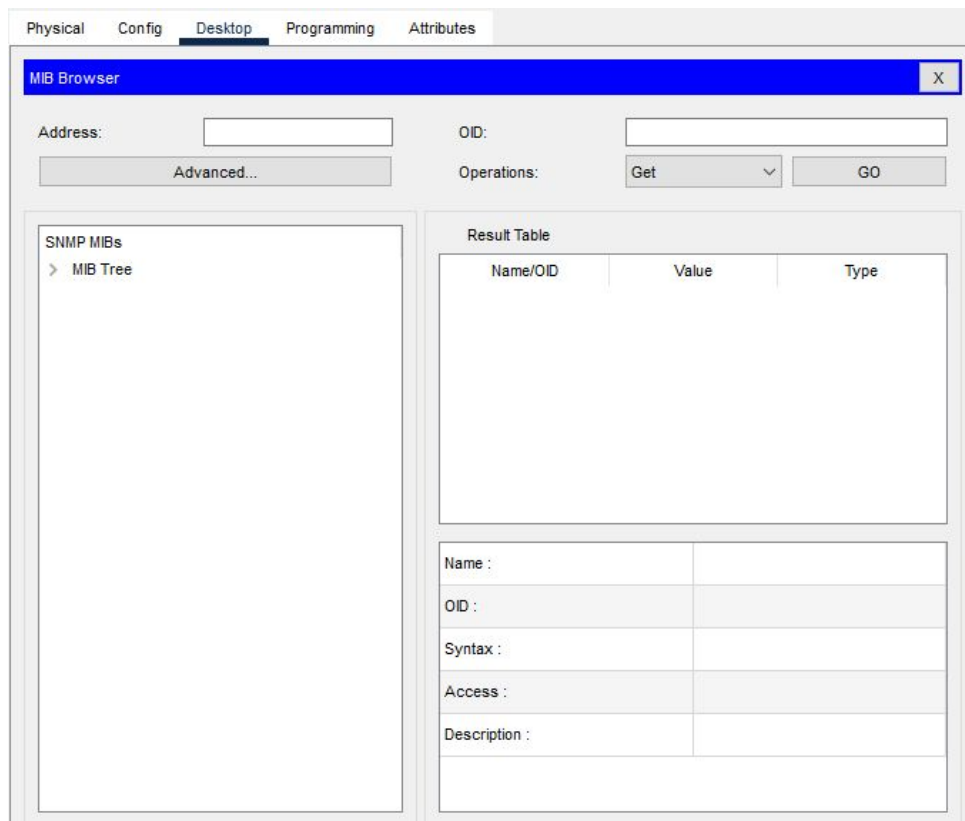 Physical Config Desktop Programming Attributes
MIB Browser X
Address:
OID:
Advanced...
Operations: Get GO
SNMP MIBs
MIB Tree
Result Table
Name/OID Value Type
Name :
OID :
Syntax :
Access :
Description :